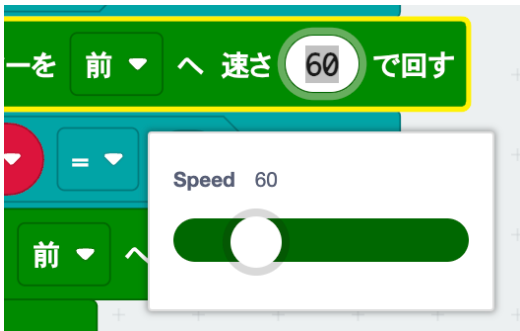 ーを 前 へ 速さ 60 で回す
=
Speed 60
前 へ